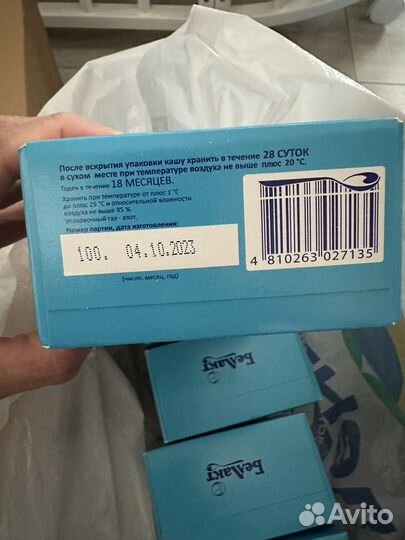 После вскрытия упаковки кашу хранить в течение 28 СУТОК
в сухом месте при температуре воздуха не выше плюс 20 °C.
Годен в течение 18 МЕСЯЦЕВ.
Хранить при температуре от плюс 1 °C
до плюс 25 °C и относительной влажности
воздуха не выше 85 %
Упаковочный газ - азот.
Номер партии, дата изготовления:
100. 04.10.2023
(число, месяц, год)
4 810263 027135
Беллакт
Беллакт
Avito